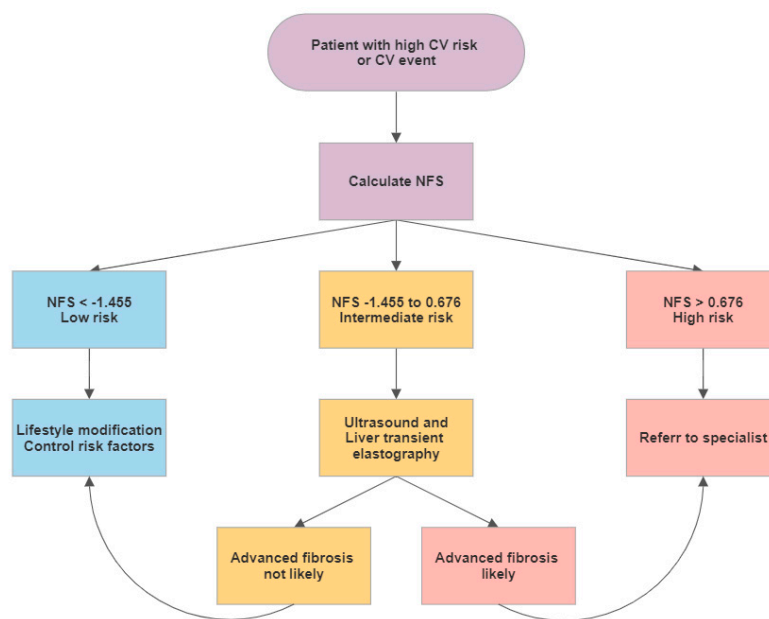 Patient with high CV risk
or CV event
Calculate NFS
NFS < -1.455
Low risk
NFS -1.455 to 0.676
Intermediate risk
NFS > 0.676
High risk
Lifestyle modification
Control risk factors
Ultrasound and
Liver transient
elastography
Referr to specialist
Advanced fibrosis
not likely
Advanced fibrosis
likely